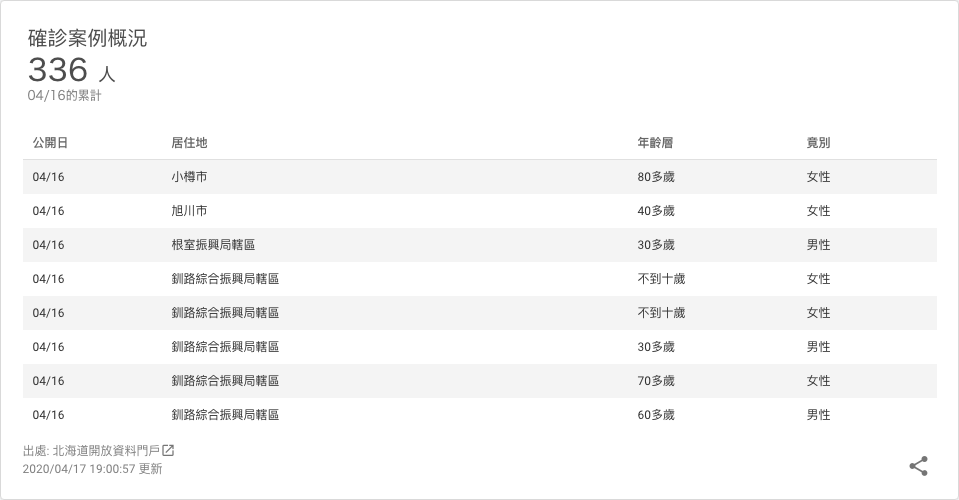 確診案例概況
336 人
04/16的累計
公開日 居住地 年齡層 竟別
04/16 小樽市 80多歲 女性
04/16 旭川市 40多歲 女性
04/16 根室振興局轄區 30多歲 男性
04/16 釧路綜合振興局轄區 不到十歲 女性
04/16 釧路綜合振興局轄區 不到十歲 女性
04/16 釧路綜合振興局轄區 30多歲 男性
04/16 釧路綜合振興局轄區 70多歲 女性
04/16 釧路綜合振興局轄區 60多歲 男性
出處: 北海道開放資料門戶
2020/04/17 19:00:57 更新